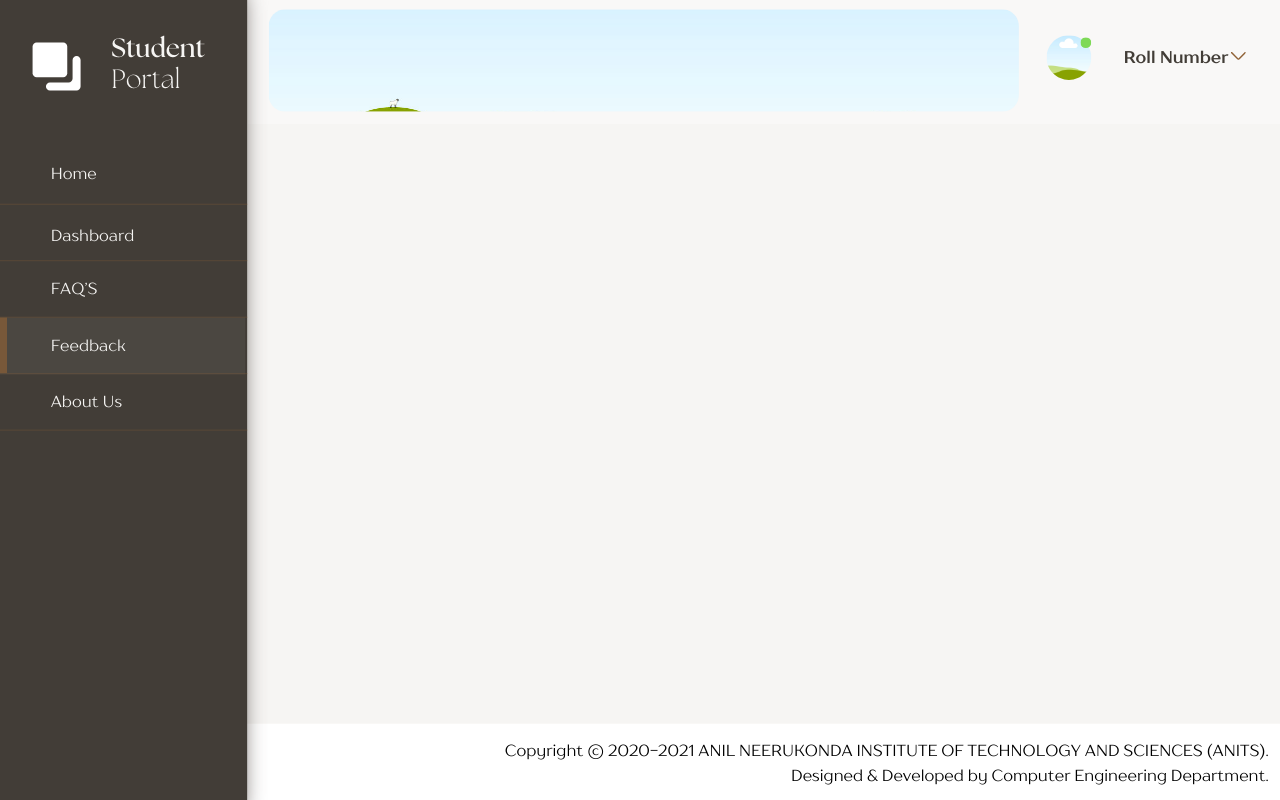 Student
Portal
Roll Number
Home
Dashboard
FAQ'S
Feedback
About Us
Copyright © 2020-2021 ANIL NEERUKONDA INSTITUTE OF TECHNOLOGY AND SCIENCES (ANITS).
Designed & Developed by Computer Engineering Department.